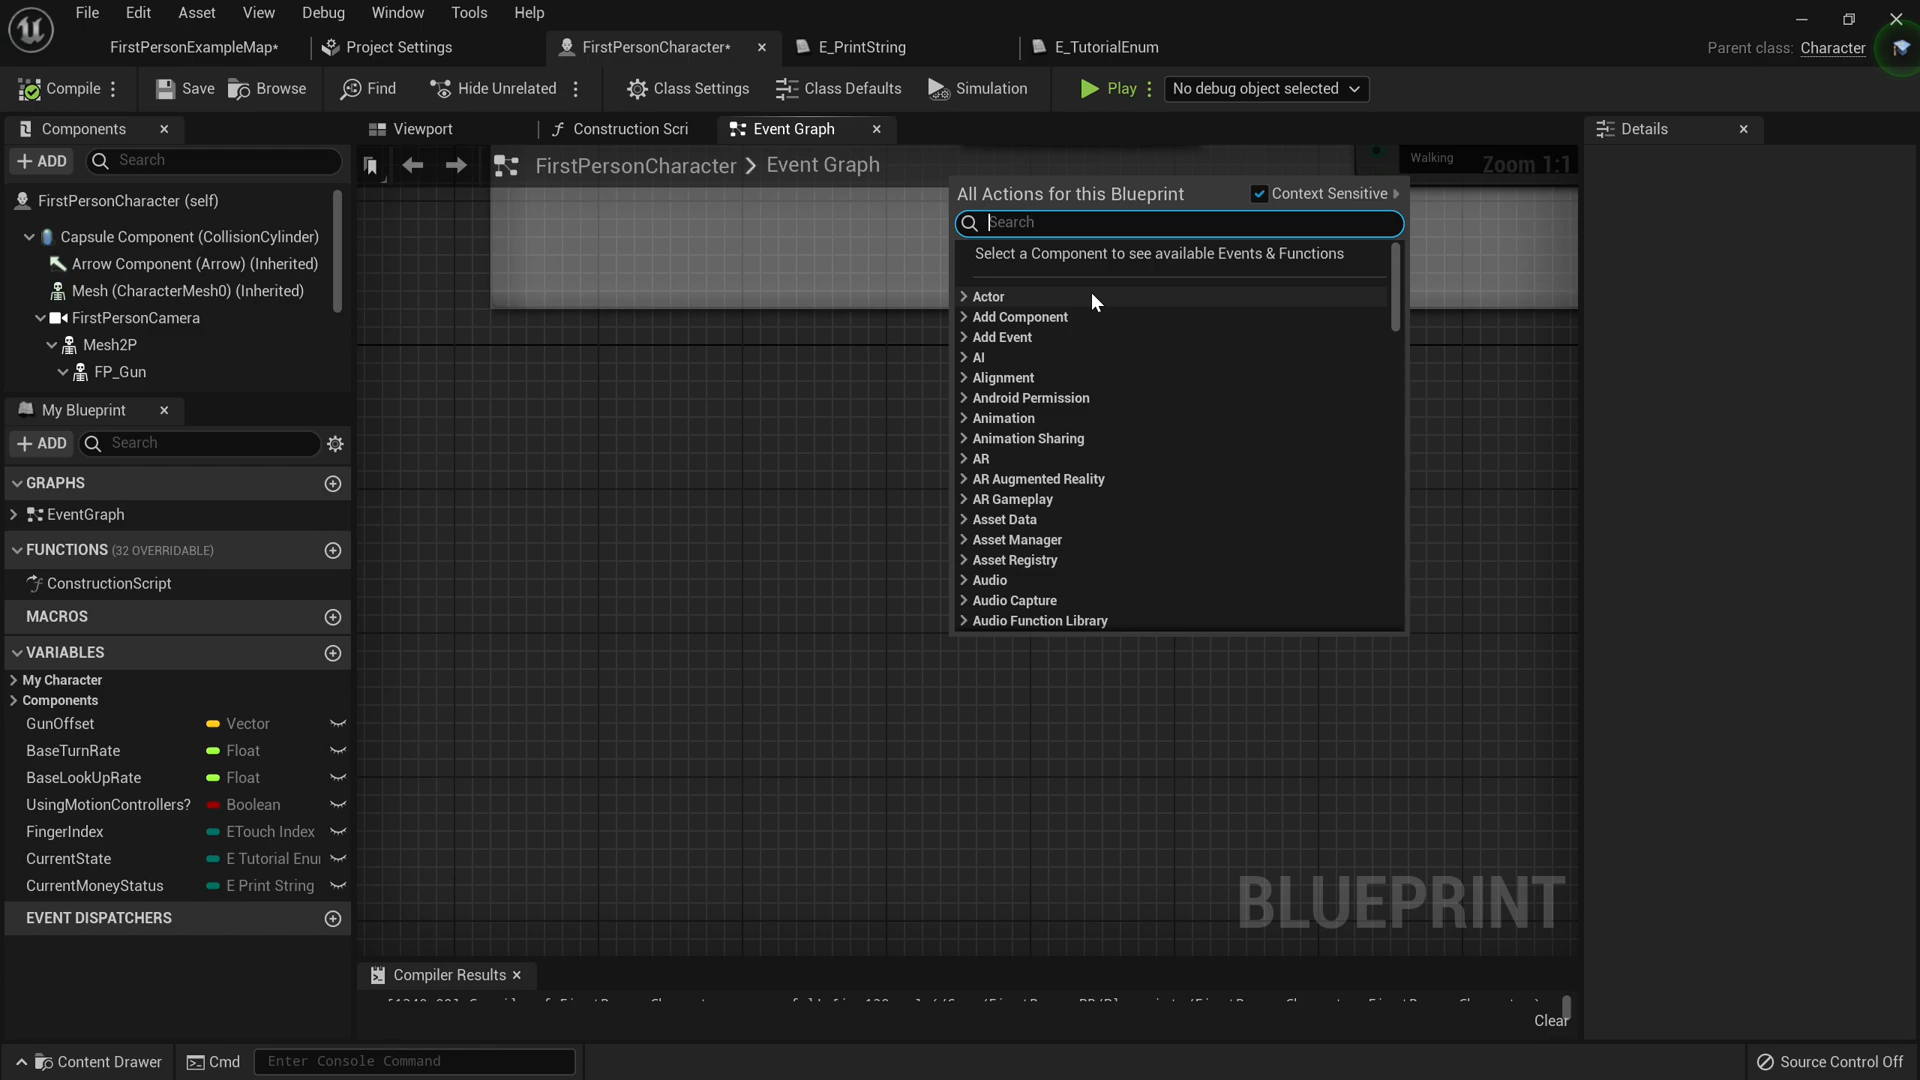 File Edit Asset View Debug Window Tools Help
FirstPersonExampleMap* Project Settings FirstPersonCharacter* E_PrintString E_TutorialEnum
Parent class: Character
Compile Save Browse Find Hide Unrelated Class Settings Class Defaults Simulation Play No debug object selected
Components
ADD Search
FirstPersonCharacter (self)
Capsule Component (CollisionCylinder)
Arrow Component (Arrow) (Inherited)
Mesh (CharacterMesh0) (Inherited)
FirstPersonCamera
Mesh2P
FP_Gun
My Blueprint
ADD Search
GRAPHS
EventGraph
FUNCTIONS (32 OVERRIDABLE)
ConstructionScript
MACROS
VARIABLES
My Character
Components
GunOffset Vector
BaseTurnRate Float
BaseLookUpRate Float
UsingMotionControllers? Boolean
FingerIndex ETouch Index
CurrentState E Tutorial Enu
CurrentMoneyStatus E Print String
EVENT DISPATCHERS
Viewport Construction Scri Event Graph
FirstPersonCharacter > Event Graph
Walking
Zoom 1:1
All Actions for this Blueprint Context Sensitive
Search
Select a Component to see available Events & Functions
Actor
Add Component
Add Event
AI
Alignment
Android Permission
Animation
Animation Sharing
AR
AR Augmented Reality
AR Gameplay
Asset Data
Asset Manager
Asset Registry
Audio
Audio Capture
Audio Function Library
BLUEPRINT
Compiler Results
Clear
Details
Content Drawer Cmd Enter Console Command
Source Control Off